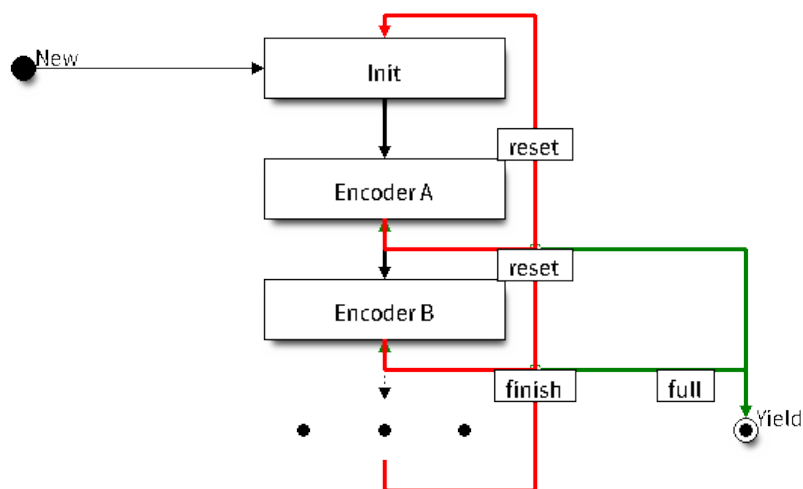 New
Init
reset
Encoder A
reset
Encoder B
finish
full
Yield